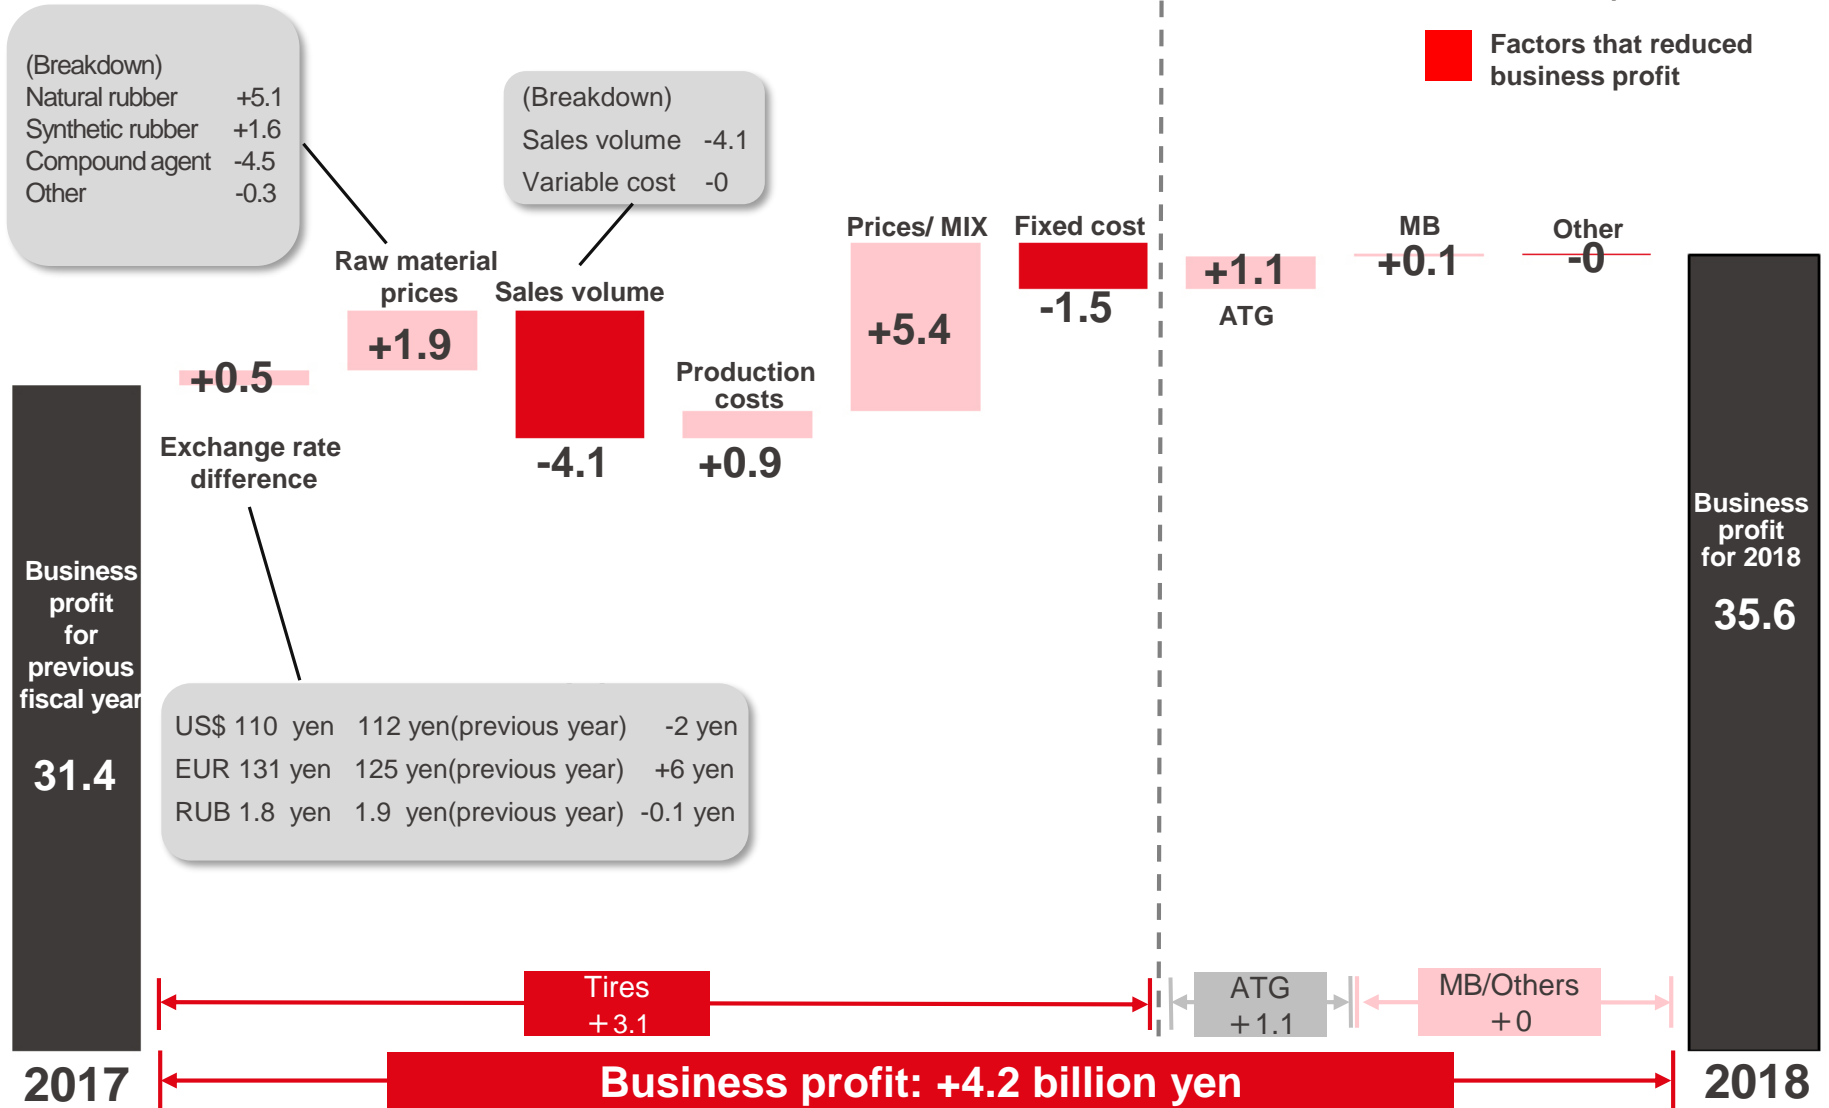 Factors that reduced
business profit
(Breakdown)
Natural rubber +5.1
Synthetic rubber +1.6
Compound agent -4.5
Other -0.3
(Breakdown)
Sales volume -4.1
Variable cost -0
Raw material
prices
+1.9
Sales volume
-4.1
+0.5
Exchange rate
difference
Production
costs
+0.9
Prices/ MIX
+5.4
Fixed cost
-1.5
+1.1
ATG
MB
+0.1
Other
-0
Business
profit
for
previous
fiscal year
31.4
Business
profit
for 2018
35.6
US$ 110 yen 112 yen(previous year) -2 yen
EUR 131 yen 125 yen(previous year) +6 yen
RUB 1.8 yen 1.9 yen(previous year) -0.1 yen
Tires
+3.1
ATG
+1.1
MB/Others
+0
2017
Business profit: +4.2 billion yen
2018